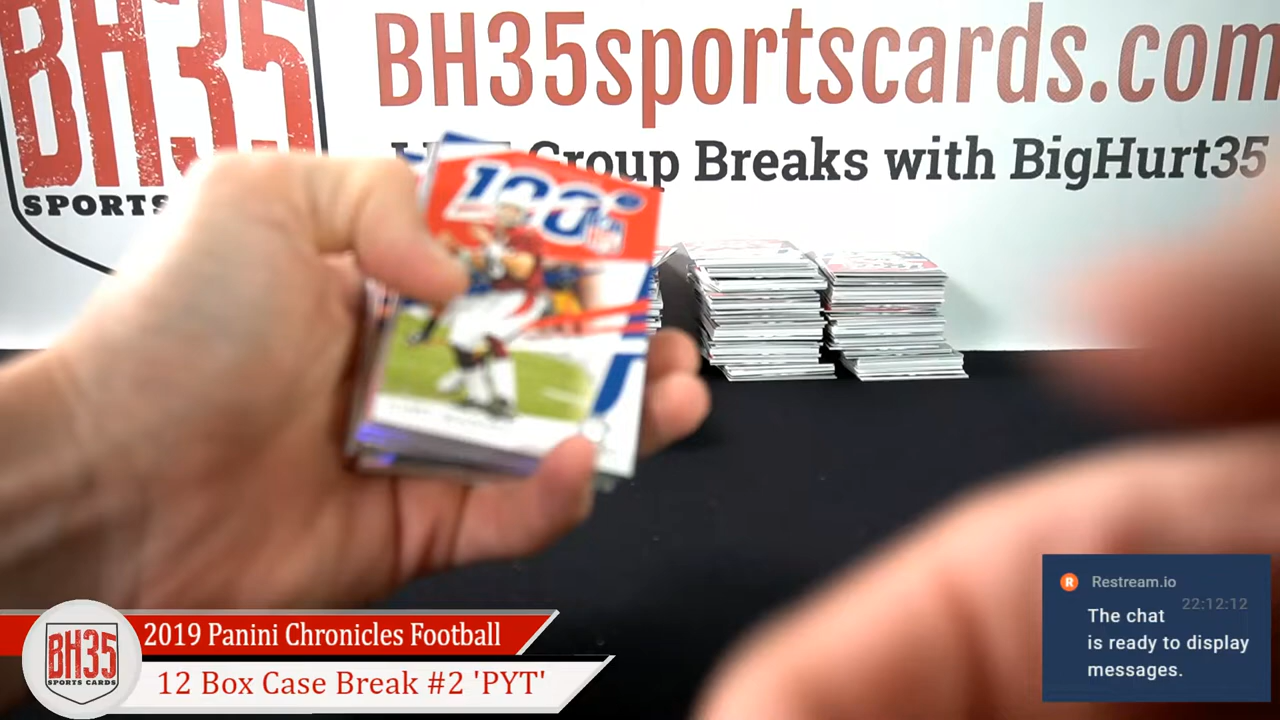 BH35
SPORTS
BH35sportscards.com
Group Breaks with BigHurt35
100
BH35
SPORTS CARDS
2019 Panini Chronicles Football
12 Box Case Break #2 'PYT'
Restream.io
22:12:12
The chat
is ready to display
messages.